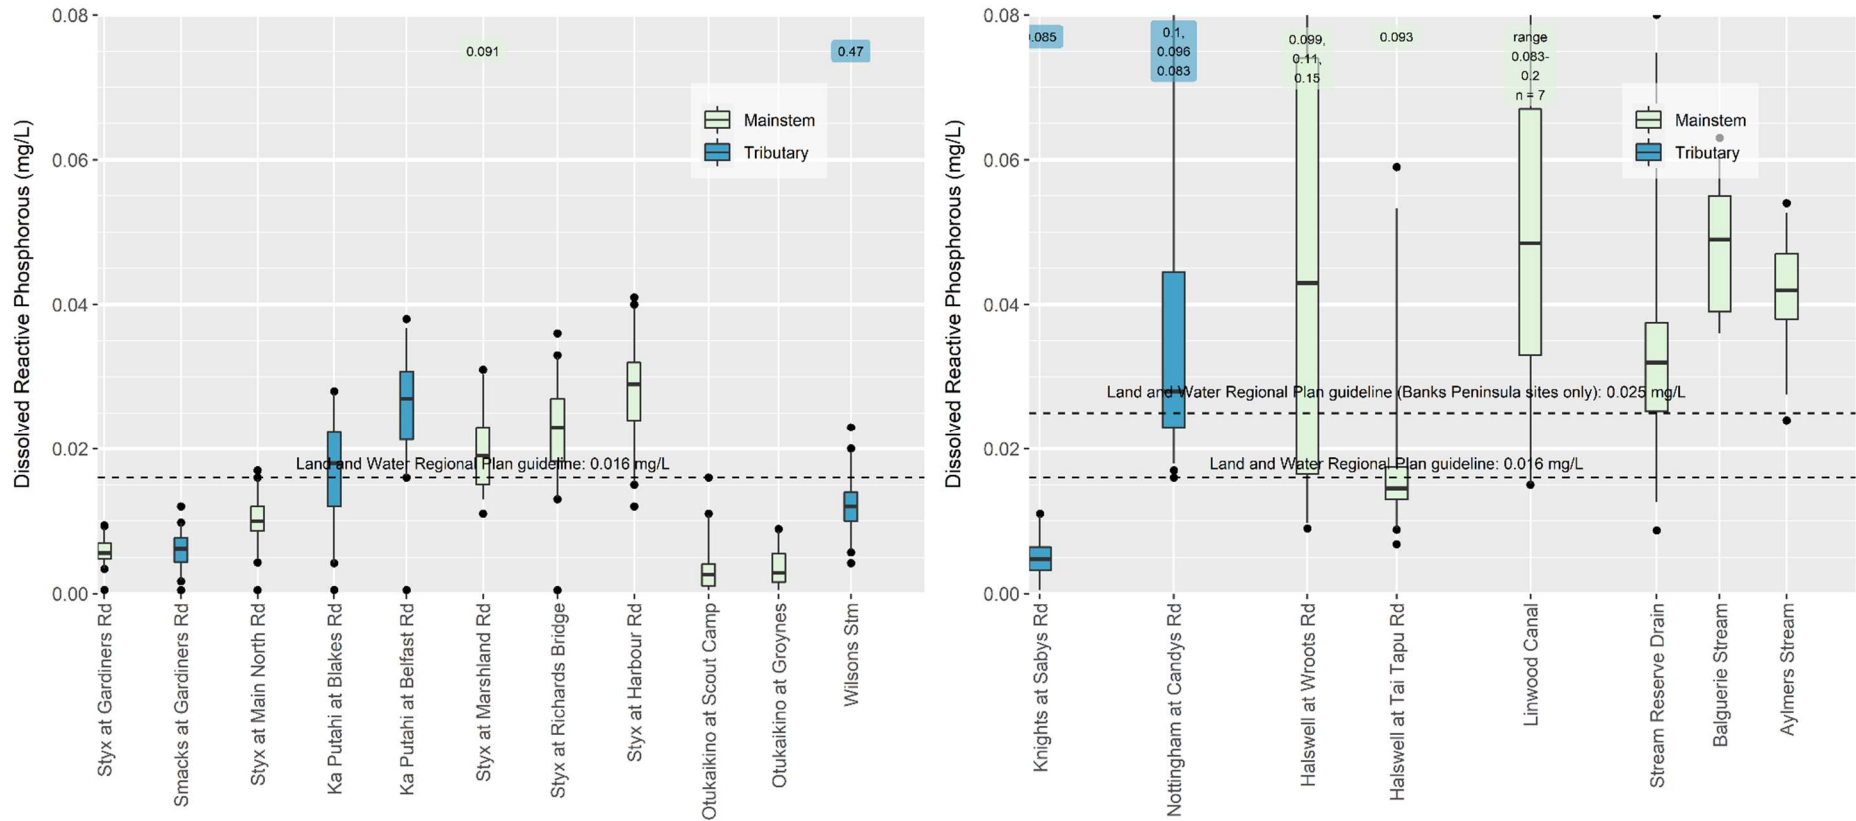 Dissolved Reactive Phosphorous (mg/L)
0.08
0.06
0.04
0.02
0.00
0.091
0.47
Mainstem
Tributary
Land and Water Regional Plan guideline: 0.016 mg/L
Styx at Gardiners Rd
Smacks at Gardiners Rd
Styx at Main North Rd
Ka Putahi at Blakes Rd
Ka Putahi at Belfast Rd
Styx at Marshland Rd
Styx at Richards Bridge
Styx at Harbour Rd
Otukaikino at Scout Camp
Otukaikino at Groynes
Wilsons Stm
Dissolved Reactive Phosphorous (mg/L)
0.08
0.06
0.04
0.02
0.00
.085
0.1,
0.096
0.083
0.099,
0.11,
0.15
0.093
range
0.083-
0.2
n = 7
Mainstem
Tributary
Land and Water Regional Plan guideline (Banks Peninsula sites only): 0.025 mg/L
Land and Water Regional Plan guideline: 0.016 mg/L
Knights at Sabys Rd
Nottingham at Candys Rd
Halswell at Wroots Rd
Halswell at Tai Tapu Rd
Linwood Canal
Stream Reserve Drain
Balguerie Stream
Aylmers Stream